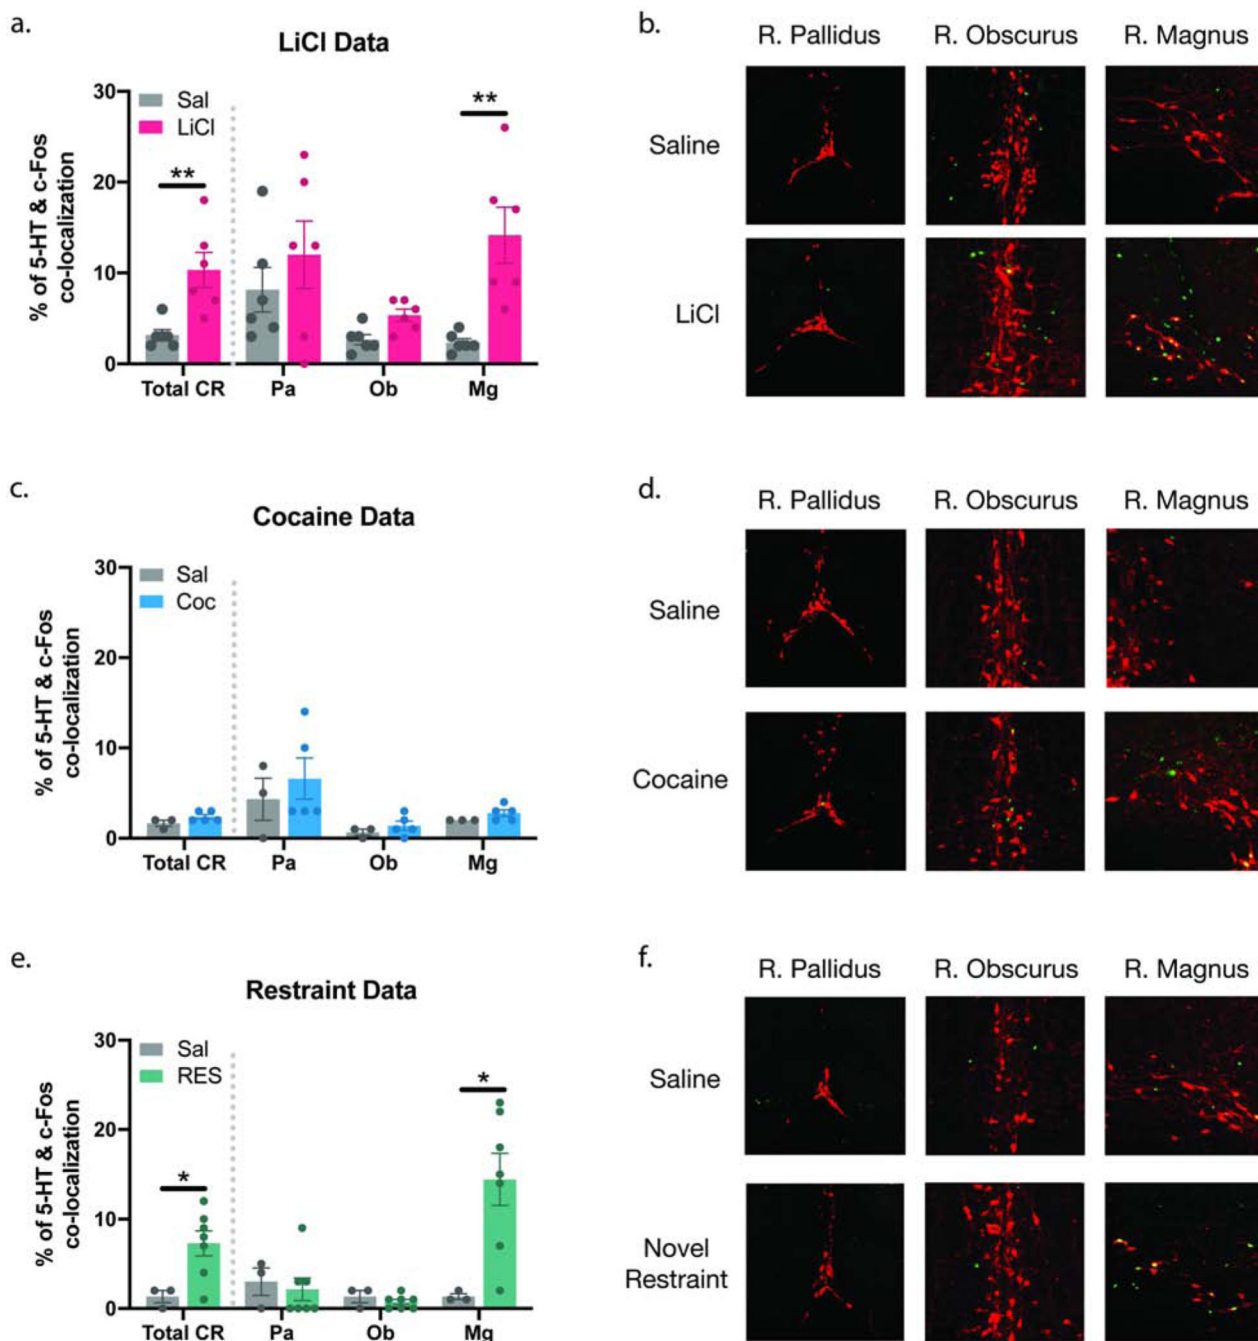 a.
LiCl Data
% of 5-HT & c-Fos
co-localization
30
20
10
0
Sal
LiCl
**
**
Total CR
Pa
Ob
Mg
b.
R. Pallidus
R. Obscurus
R. Magnus
Saline
LiCl
c.
Cocaine Data
% of 5-HT & c-Fos
co-localization
30
20
10
0
Sal
Coc
Total CR
Pa
Ob
Mg
d.
R. Pallidus
R. Obscurus
R. Magnus
Saline
Cocaine
e.
Restraint Data
% of 5-HT & c-Fos
co-localization
30
20
10
0
Sal
RES
*
*
Total CR
Pa
Ob
Mg
f.
R. Pallidus
R. Obscurus
R. Magnus
Saline
Novel
Restraint